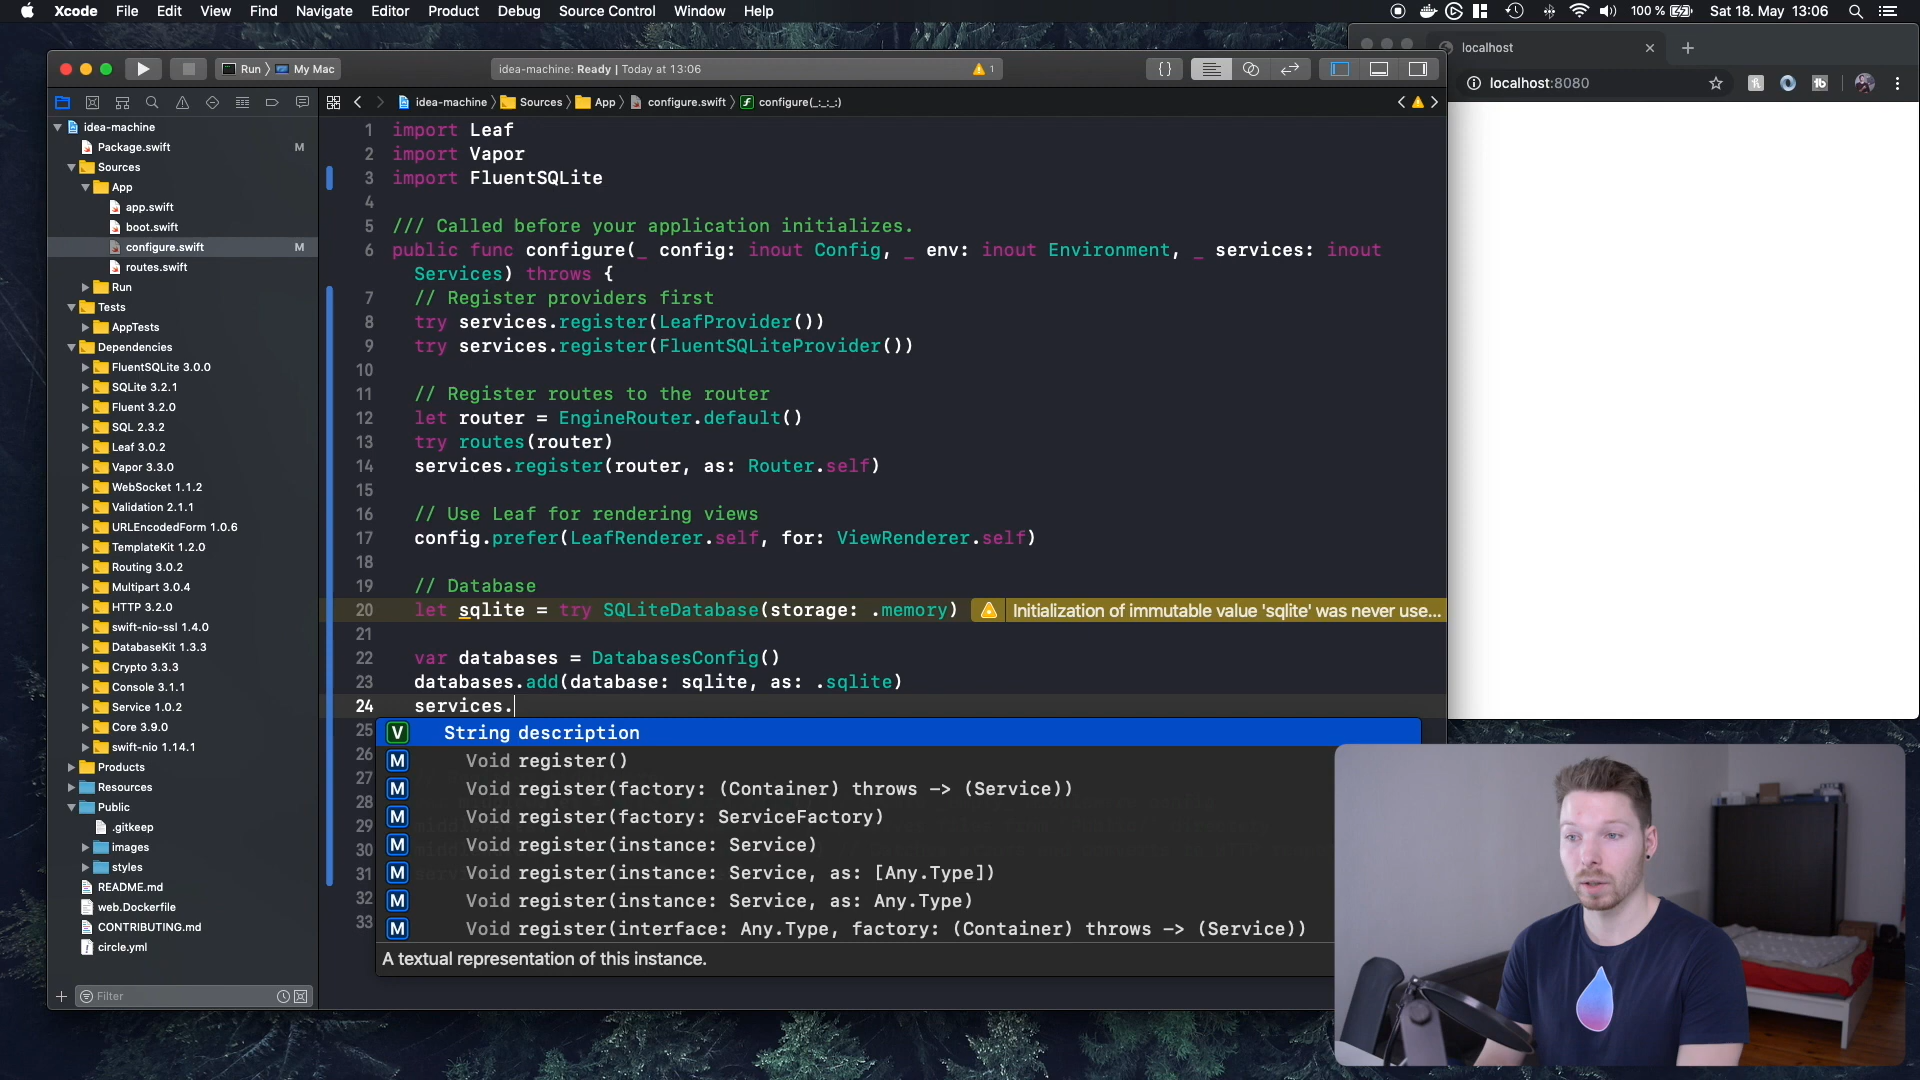 Xcode File Edit View Find Navigate Editor Product Debug Source Control Window Help 100 % Sat 18. May 13:06
localhost
Run My Mac idea-machine: Ready | Today at 13:06 1
localhost:8080
idea-machine Sources App configure.swift configure(_:_:_:)
idea-machine
Package.swift M
Sources
App
app.swift
boot.swift
configure.swift M
routes.swift
Run
Tests
AppTests
Dependencies
FluentSQLite 3.0.0
SQLite 3.2.1
Fluent 3.2.0
SQL 2.3.2
Leaf 3.0.2
Vapor 3.3.0
WebSocket 1.1.2
Validation 2.1.1
URLEncodedForm 1.0.6
TemplateKit 1.2.0
Routing 3.0.2
Multipart 3.0.4
HTTP 3.2.0
swift-nio-ssl 1.4.0
DatabaseKit 1.3.3
Crypto 3.3.3
Console 3.1.1
Service 1.0.2
Core 3.9.0
swift-nio 1.14.1
Products
Resources
Public
.gitkeep
images
styles
README.md
web.Dockerfile
CONTRIBUTING.md
circle.yml
Filter
1 import Leaf
2 import Vapor
3 import FluentSQLite
4
5 /// Called before your application initializes.
6 public func configure(_ config: inout Config, _ env: inout Environment, _ services: inout
Services) throws {
7 // Register providers first
8 try services.register(LeafProvider())
9 try services.register(FluentSQLiteProvider())
10
11 // Register routes to the router
12 let router = EngineRouter.default()
13 try routes(router)
14 services.register(router, as: Router.self)
15
16 // Use Leaf for rendering views
17 config.prefer(LeafRenderer.self, for: ViewRenderer.self)
18
19 // Database
20 let sqlite = try SQLiteDatabase(storage: .memory) Initialization of immutable value 'sqlite' was never use...
21
22 var databases = DatabasesConfig()
23 databases.add(database: sqlite, as: .sqlite)
24 services.
25 V String description
26 M Void register()
27 M Void register(factory: (Container) throws -> (Service))
28 M Void register(factory: ServiceFactory)
29
30 M Void register(instance: Service)
31 M Void register(instance: Service, as: [Any.Type])
32 M Void register(instance: Service, as: Any.Type)
33 M Void register(interface: Any.Type, factory: (Container) throws -> (Service))
A textual representation of this instance.